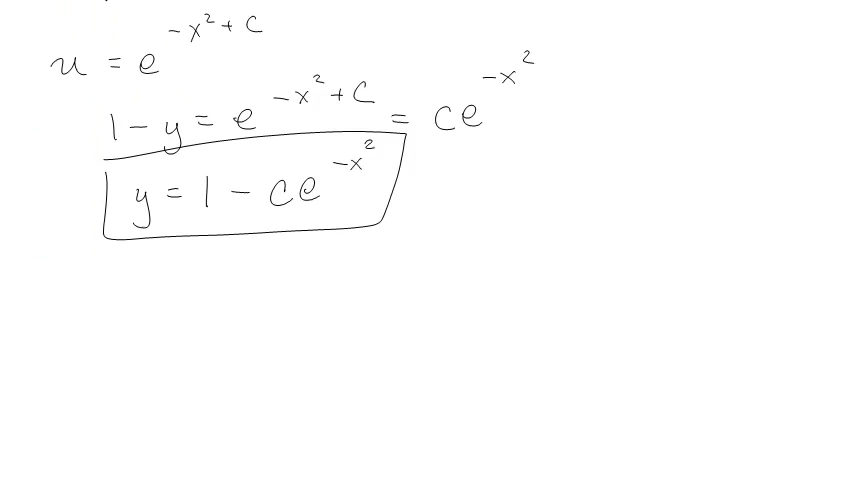 u = e^{-x^2 + C}
1 - y = e^{-x^2 + C} = Ce^{-x^2}
y = 1 - Ce^{-x^2}